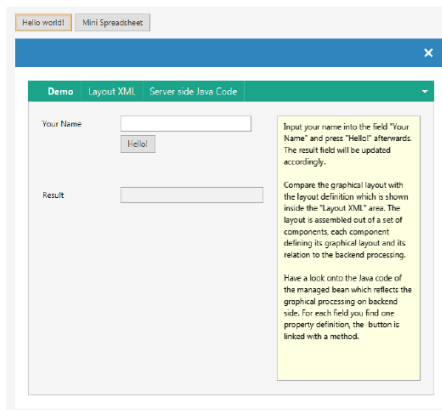 Hello world! Mini Spreadsheet
Demo Layout XML Server side Java Code
Your Name
Hello!
Result
Input your name into the field "Your
Name" and press "Hello!" afterwards.
The result field will be updated
accordingly.
Compare the graphical layout with
the layout definition which is shown
inside the "Layout XML" area. The
layout is assembled out of a set of
components, each component
defining its graphical layout and its
relation to the backend processing.
Have a look onto the Java code of
the managed bean which reflects the
graphical processing on backend
side. For each field you find one
property definition, the button is
linked with a method.